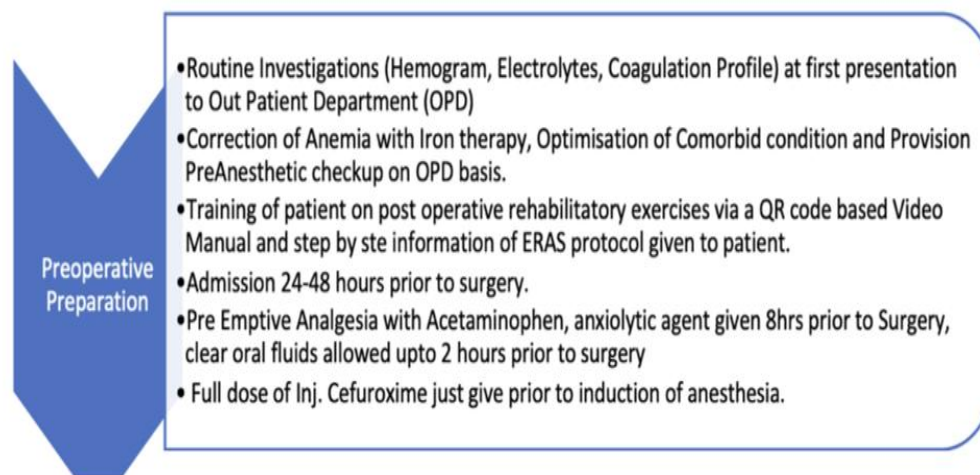 Preoperative
Preparation
•Routine Investigations (Hemogram, Electrolytes, Coagulation Profile) at first presentation
to Out Patient Department (OPD)
•Correction of Anemia with Iron therapy, Optimisation of Comorbid condition and Provision
PreAnesthetic checkup on OPD basis.
•Training of patient on post operative rehabilitatory exercises via a QR code based Video
Manual and step by ste information of ERAS protocol given to patient.
•Admission 24-48 hours prior to surgery.
•Pre Emptive Analgesia with Acetaminophen, anxiolytic agent given 8hrs prior to Surgery,
clear oral fluids allowed upto 2 hours prior to surgery
• Full dose of Inj. Cefuroxime just give prior to induction of anesthesia.